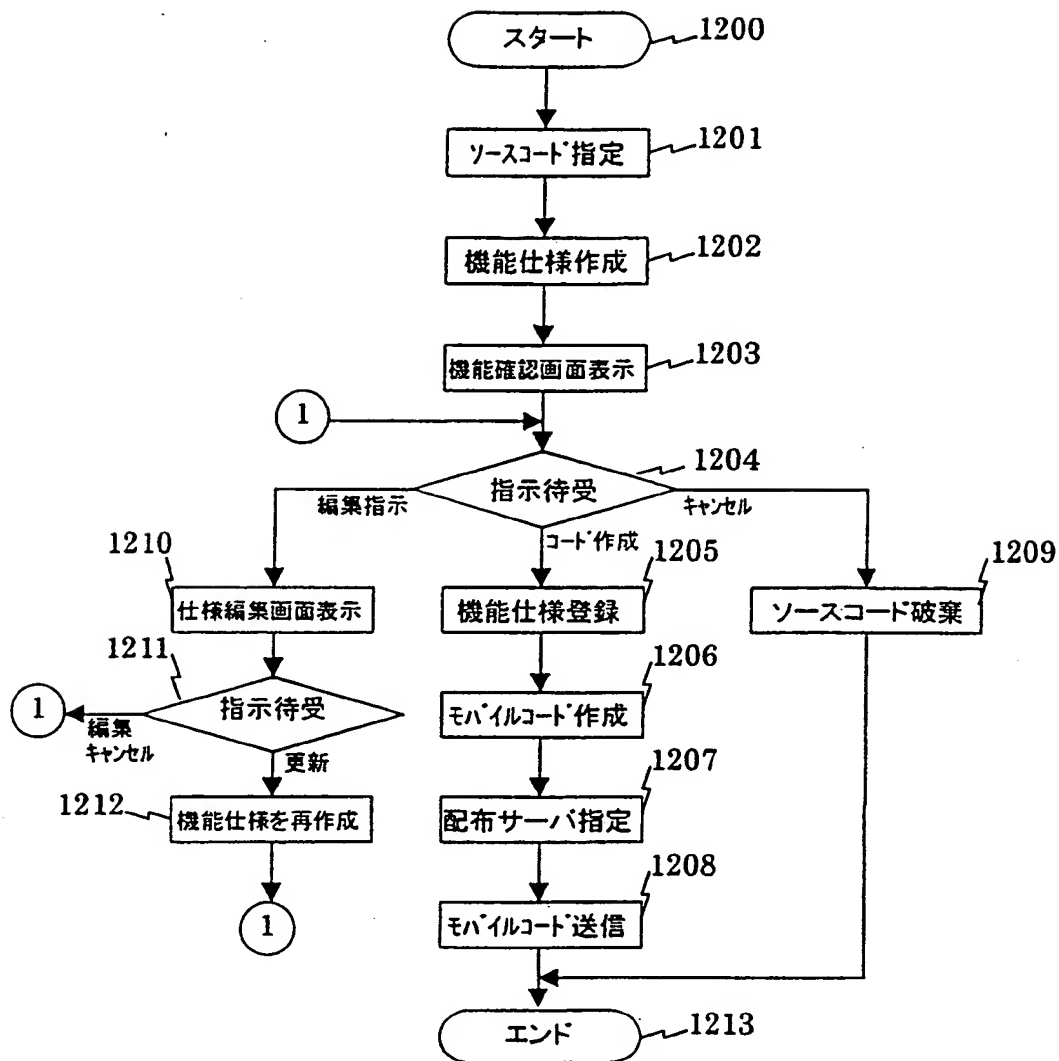 スタート
1200
ソースコード指定
1201
機能仕様作成
1202
機能確認画面表示
1203
1
指示待受
1204
編集指示
コード作成
キャンセル
1210
仕様編集画面表示
1205
機能仕様登録
1209
ソースコード破棄
1211
指示待受
1
編集
キャンセル
更新
1206
モバイルコード作成
1207
配布サーバ指定
1212
機能仕様を再作成
1208
モバイルコード送信
1
エンド
1213